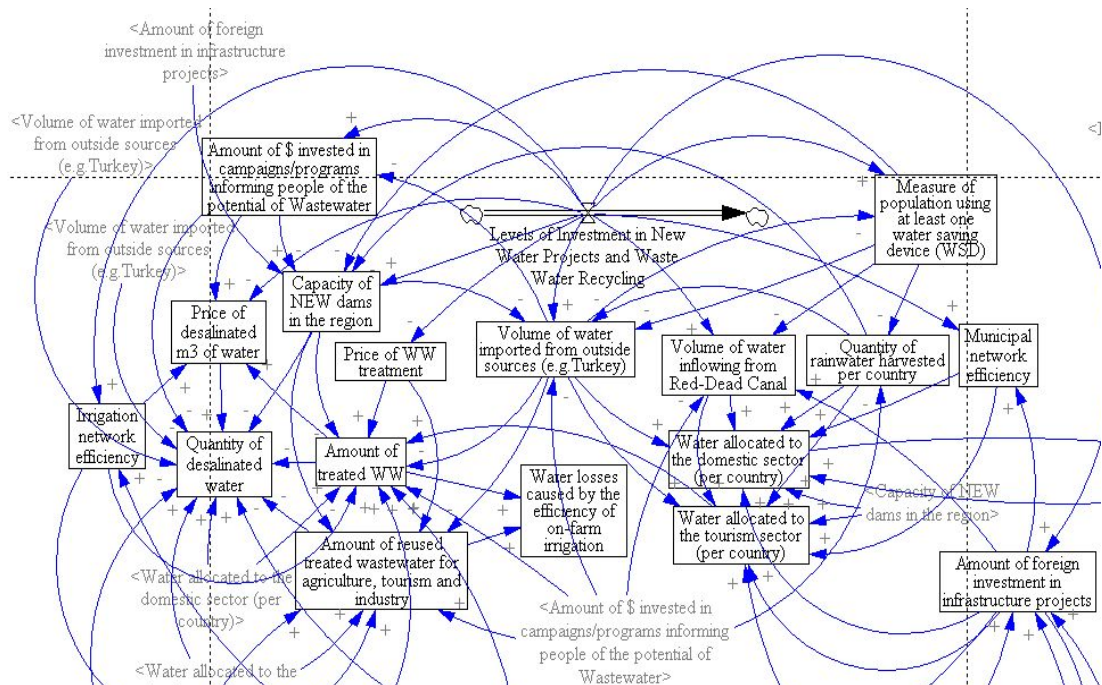 <Amount of foreign
investment in infrastructure
projects>
<Volume of water imported
from outside sources
(e.g.Turkey)>
Amount of $ invested in
campaigns/programs
informing people of the
potential of Wastewater
Measure of
population using
at least one
water saving
device (WSD)
<Volume of water imported
from outside sources
(e.g.Turkey)>
Levels of Investment in New
Water Projects and Waste
Water Recycling
Capacity of
NEW dams
in the region
Price of
desalinated
m3 of water
Price of WW
treatment
Volume of water
imported from outside
sources (e.g.Turkey)
Volume of water
inflowing from
Red-Dead Canal
Quantity of
rainwater harvested
per country
Municipal
network
efficiency
Irrigation
network
efficiency
Quantity of
desalinated
water
Amount of
treated WW
Water losses
caused by the
efficiency of
on-farm
irrigation
Water allocated to
the domestic sector
(per country)
<Capacity of NEW
dams in the region>
Water allocated to
the tourism sector
(per country)
Amount of reused
treated wastewater for
agriculture, tourism and
industry
Amount of foreign
investment in
infrastructure projects
<Water allocated to the
domestic sector (per
country)>
<Amount of $ invested in
campaigns/programs informing
people of the potential of
Wastewater>
<Water allocated to the